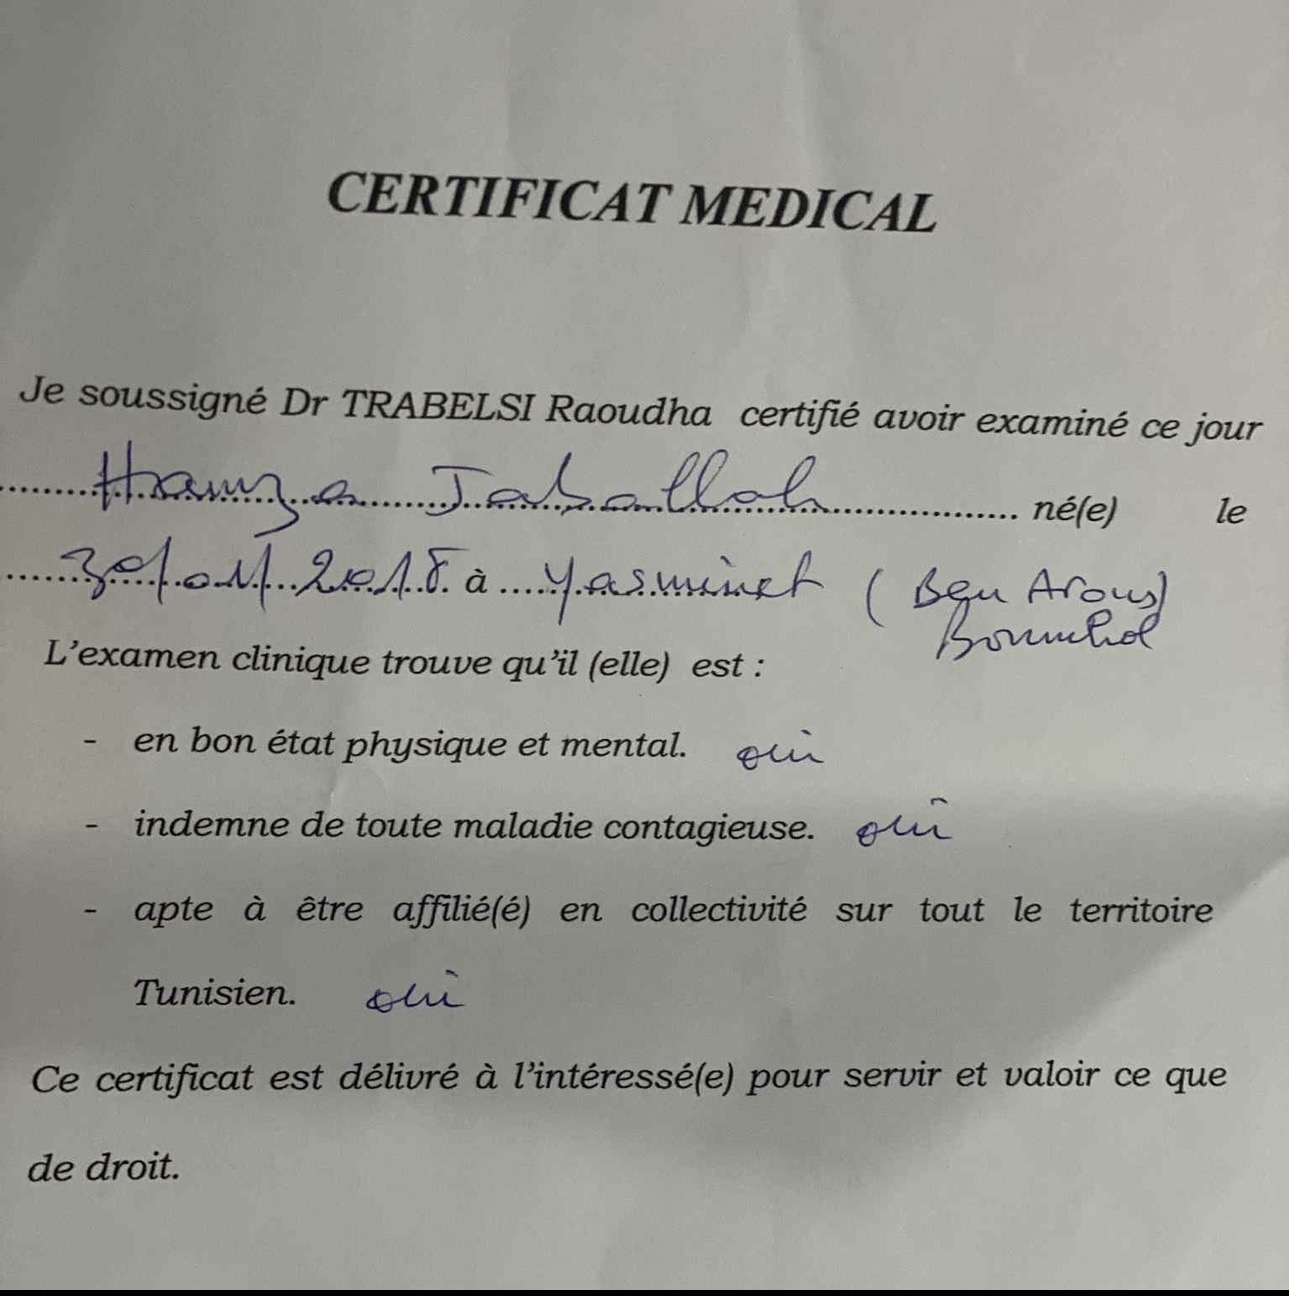 CERTIFICAT MEDICAL
Je soussigné Dr TRABELSI Raoudha certifié avoir examiné ce jour
Hamza Jaballah né(e) le
30/01/2018 à Yasminet (Ben Arous)
L'examen clinique trouve qu'il (elle) est :
- en bon état physique et mental. oui
- indemne de toute maladie contagieuse. oui
- apte à être affilié(é) en collectivité sur tout le territoire
Tunisien. oui
Ce certificat est délivré à l'intéressé(e) pour servir et valoir ce que
de droit.